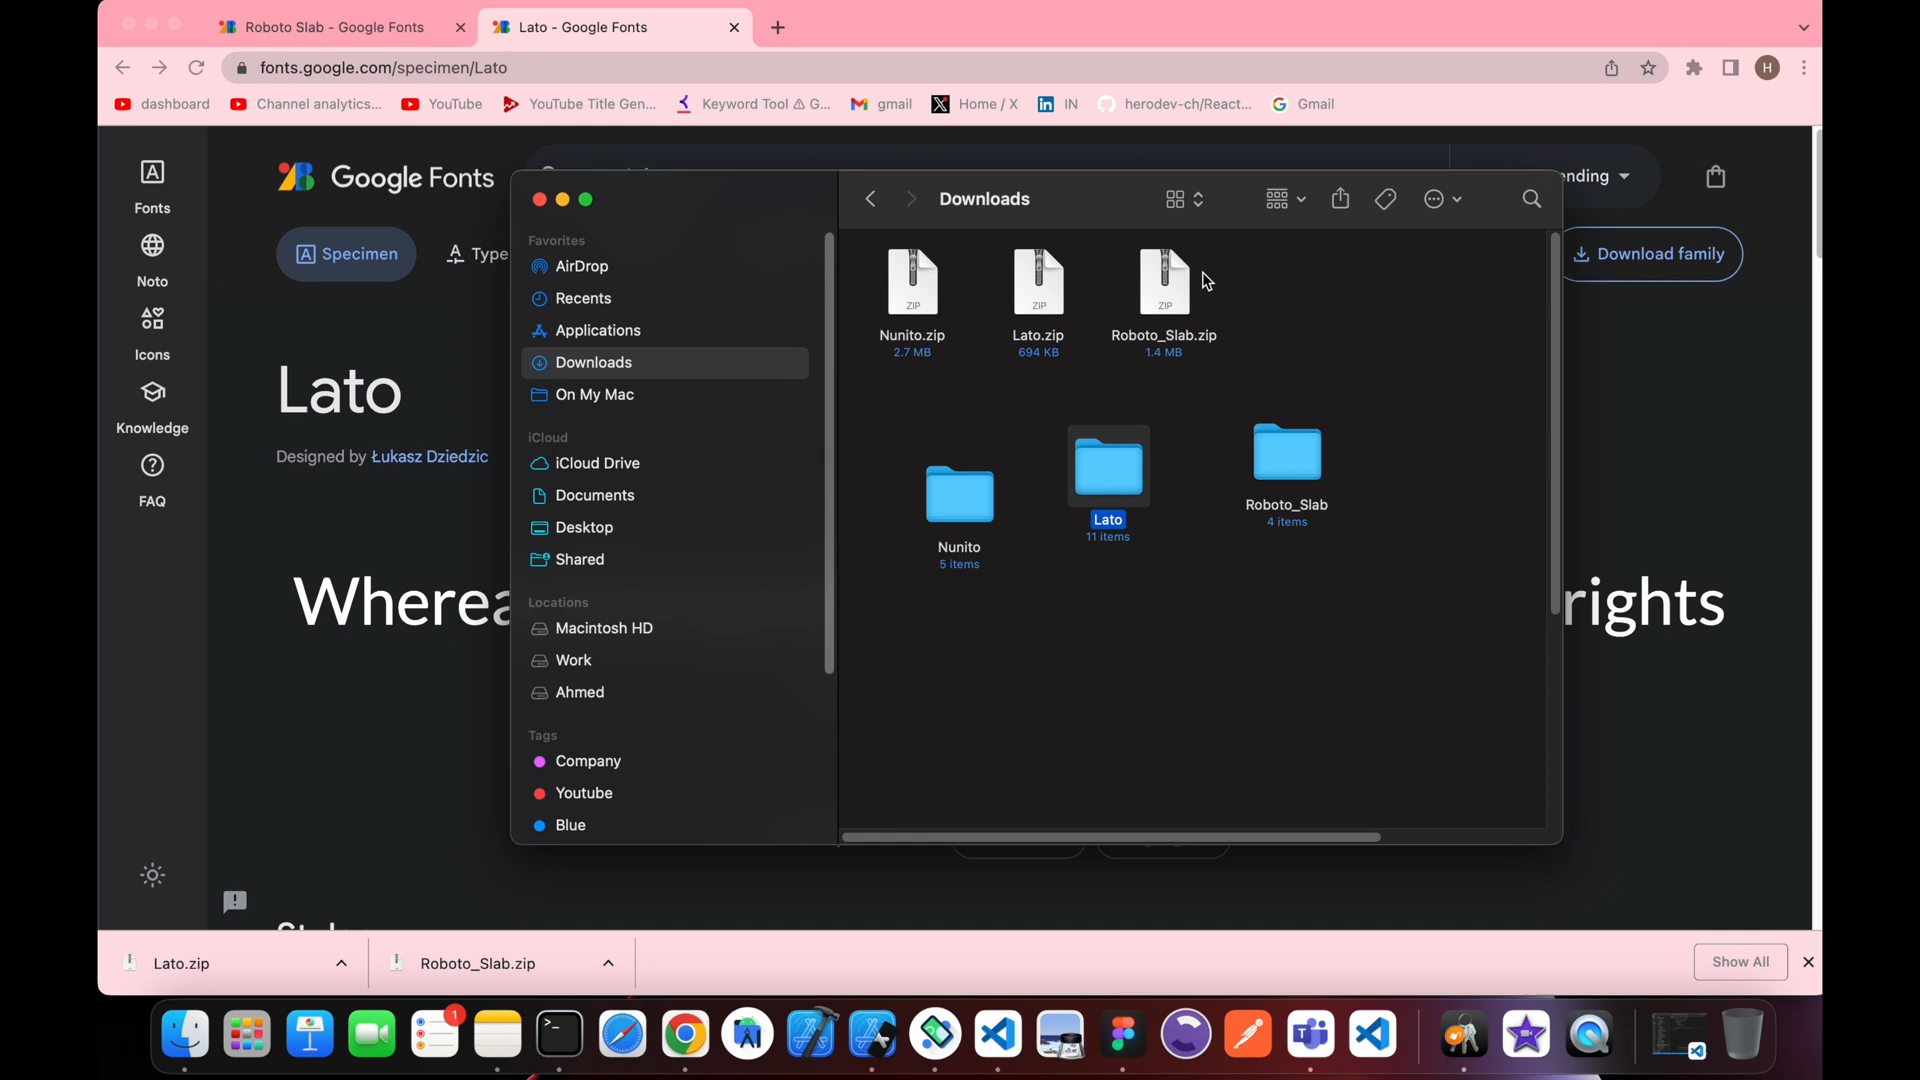 Roboto Slab - Google Fonts
Lato - Google Fonts
fonts.google.com/specimen/Lato
H
dashboard
Channel analytics...
YouTube
YouTube Title Gen...
Keyword Tool ⚠ G...
gmail
Home / X
IN
herodev-ch/React...
Gmail
Google Fonts
ending
Fonts
Noto
Icons
Knowledge
FAQ
Specimen
Type
Download family
Lato
Designed by Łukasz Dziedzic
Wherea
rights
Favorites
AirDrop
Recents
Applications
Downloads
On My Mac
iCloud
iCloud Drive
Documents
Desktop
Shared
Locations
Macintosh HD
Work
Ahmed
Tags
Company
Youtube
Blue
Downloads
ZIP
ZIP
ZIP
Nunito.zip
2.7 MB
Lato.zip
694 KB
Roboto_Slab.zip
1.4 MB
Nunito
5 items
Lato
11 items
Roboto_Slab
4 items
Lato.zip
Roboto_Slab.zip
Show All
1